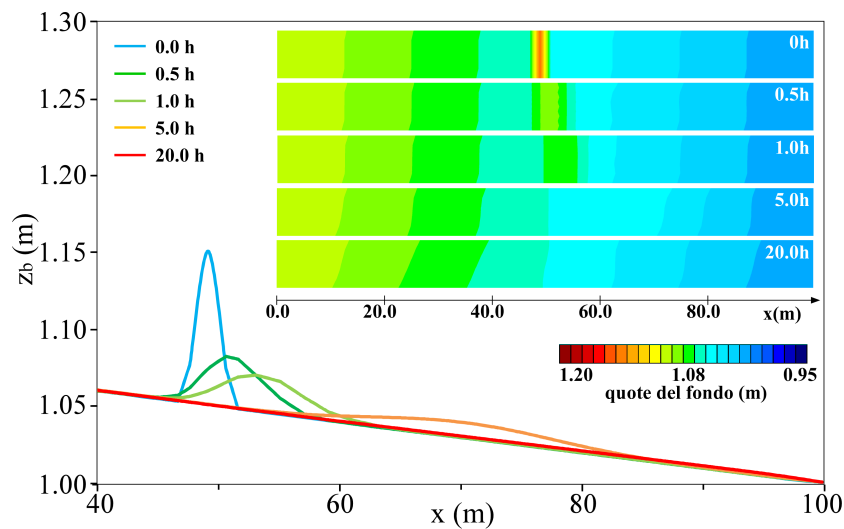 1.30
1.25
1.20
1.15
1.10
1.05
1.00
zb (m)
0.0 h
0.5 h
1.0 h
5.0 h
20.0 h
0h
0.5h
1.0h
5.0h
20.0h
0.0 20.0 40.0 60.0 80.0 x(m)
1.20 1.08 0.95
quote del fondo (m)
40 60 80 100
x (m)